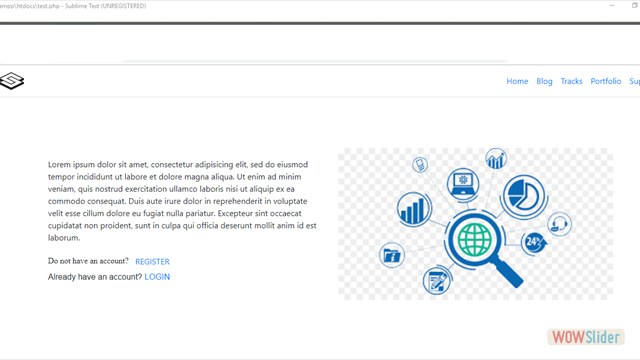 ampp\htdocs\test.php - Sublime Text (UNREGISTERED)
Home Blog Tracks Portfolio Sup
Lorem ipsum dolor sit amet, consectetur adipisicing elit, sed do eiusmod
tempor incididunt ut labore et dolore magna aliqua. Ut enim ad minim
veniam, quis nostrud exercitation ullamco laboris nisi ut aliquip ex ea
commodo consequat. Duis aute irure dolor in reprehenderit in voluptate
velit esse cillum dolore eu fugiat nulla pariatur. Excepteur sint occaecat
cupidatat non proident, sunt in culpa qui officia deserunt mollit anim id est
laborum.
Do not have an account? REGISTER
Already have an account? LOGIN
24
WOWSlider